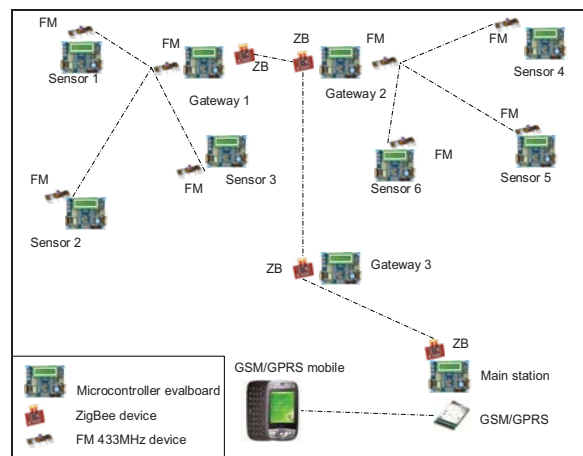 FM
Sensor 1
FM
Gateway 1
ZB
ZB
FM
Gateway 2
FM
Sensor 4
FM
Sensor 3
FM
Sensor 2
FM
Sensor 6
FM
Sensor 5
ZB
Gateway 3
ZB
Main station
GSM/GPRS mobile
GSM/GPRS
Microcontroller evalboard
ZigBee device
FM 433MHz device